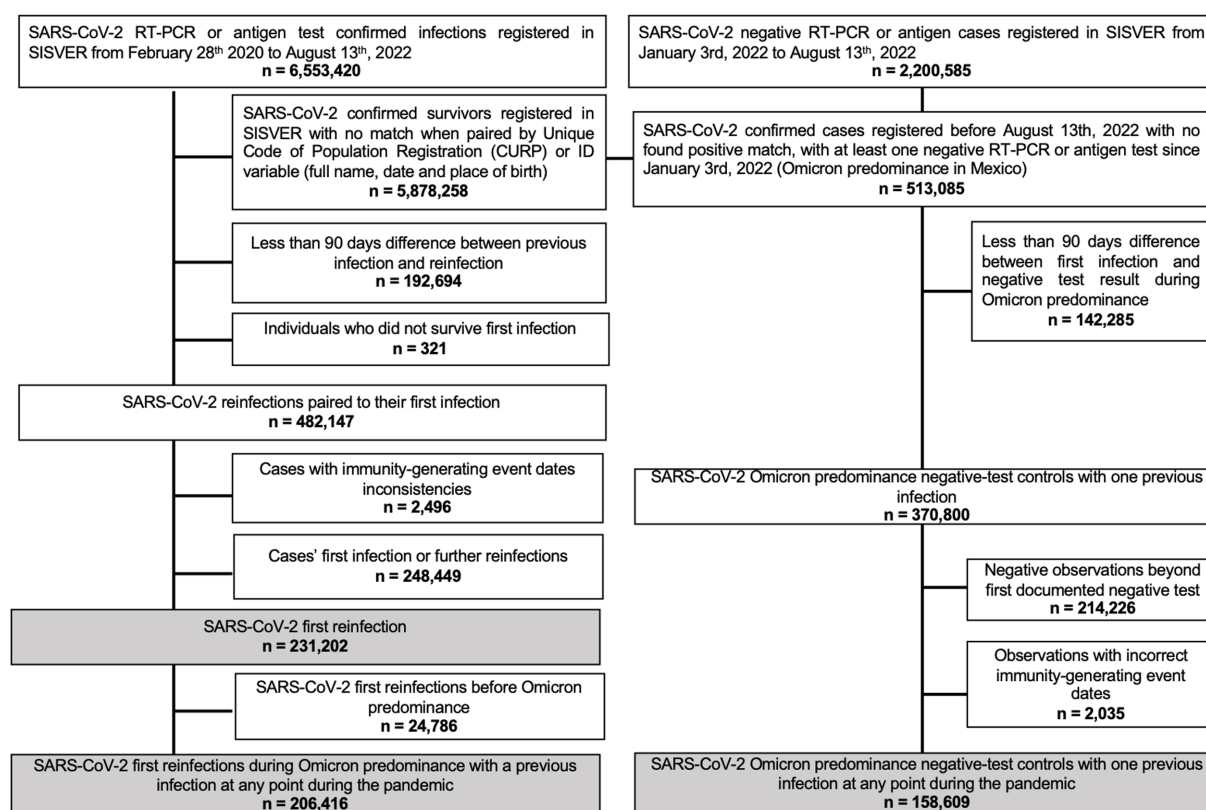 SARS-CoV-2 RT-PCR or antigen test confirmed infections registered in
SISVER from February 28th 2020 to August 13th, 2022
n = 6,553,420
SARS-CoV-2 confirmed survivors registered in
SISVER with no match when paired by Unique
Code of Population Registration (CURP) or ID
variable (full name, date and place of birth)
n = 5,878,258
Less than 90 days difference between previous
infection and reinfection
n = 192,694
Individuals who did not survive first infection
n = 321
SARS-CoV-2 reinfections paired to their first infection
n = 482,147
Cases with immunity-generating event dates
inconsistencies
n = 2,496
Cases' first infection or further reinfections
n = 248,449
SARS-CoV-2 first reinfection
n = 231,202
SARS-CoV-2 first reinfections before Omicron
predominance
n = 24,786
SARS-CoV-2 first reinfections during Omicron predominance with a previous
infection at any point during the pandemic
n = 206,416
SARS-CoV-2 negative RT-PCR or antigen cases registered in SISVER from
January 3rd, 2022 to August 13th, 2022
n = 2,200,585
SARS-CoV-2 confirmed cases registered before August 13th, 2022 with no
found positive match, with at least one negative RT-PCR or antigen test since
January 3rd, 2022 (Omicron predominance in Mexico)
n = 513,085
Less than 90 days difference
between first infection and
negative test result during
Omicron predominance
n = 142,285
SARS-CoV-2 Omicron predominance negative-test controls with one previous
infection
n = 370,800
Negative observations beyond
first documented negative test
n = 214,226
Observations with incorrect
immunity-generating event
dates
n = 2,035
SARS-CoV-2 Omicron predominance negative-test controls with one previous
infection at any point during the pandemic
n = 158,609